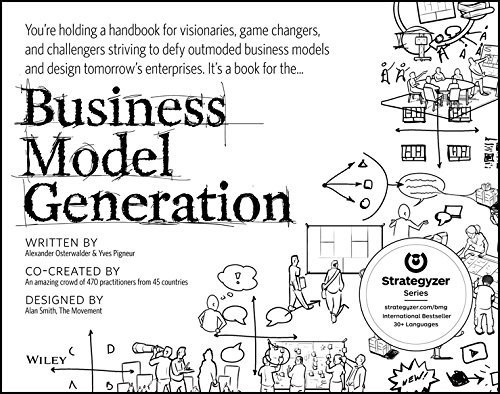 You're holding a handbook for visionaries, game changers,
and challengers striving to defy outmoded business models
and design tomorrow's enterprises. It's a book for the...
Business
Model
Generation
WRITTEN BY
Alexander Osterwalder & Yves Pigneur
CO-CREATED BY
An amazing crowd of 470 practitioners from 45 countries
DESIGNED BY
Alan Smith, The Movement
Strategyzer
Series
strategyzer.com/bmg
International Bestseller
30+ Languages
WILEY
C
D
A
B
NEW!